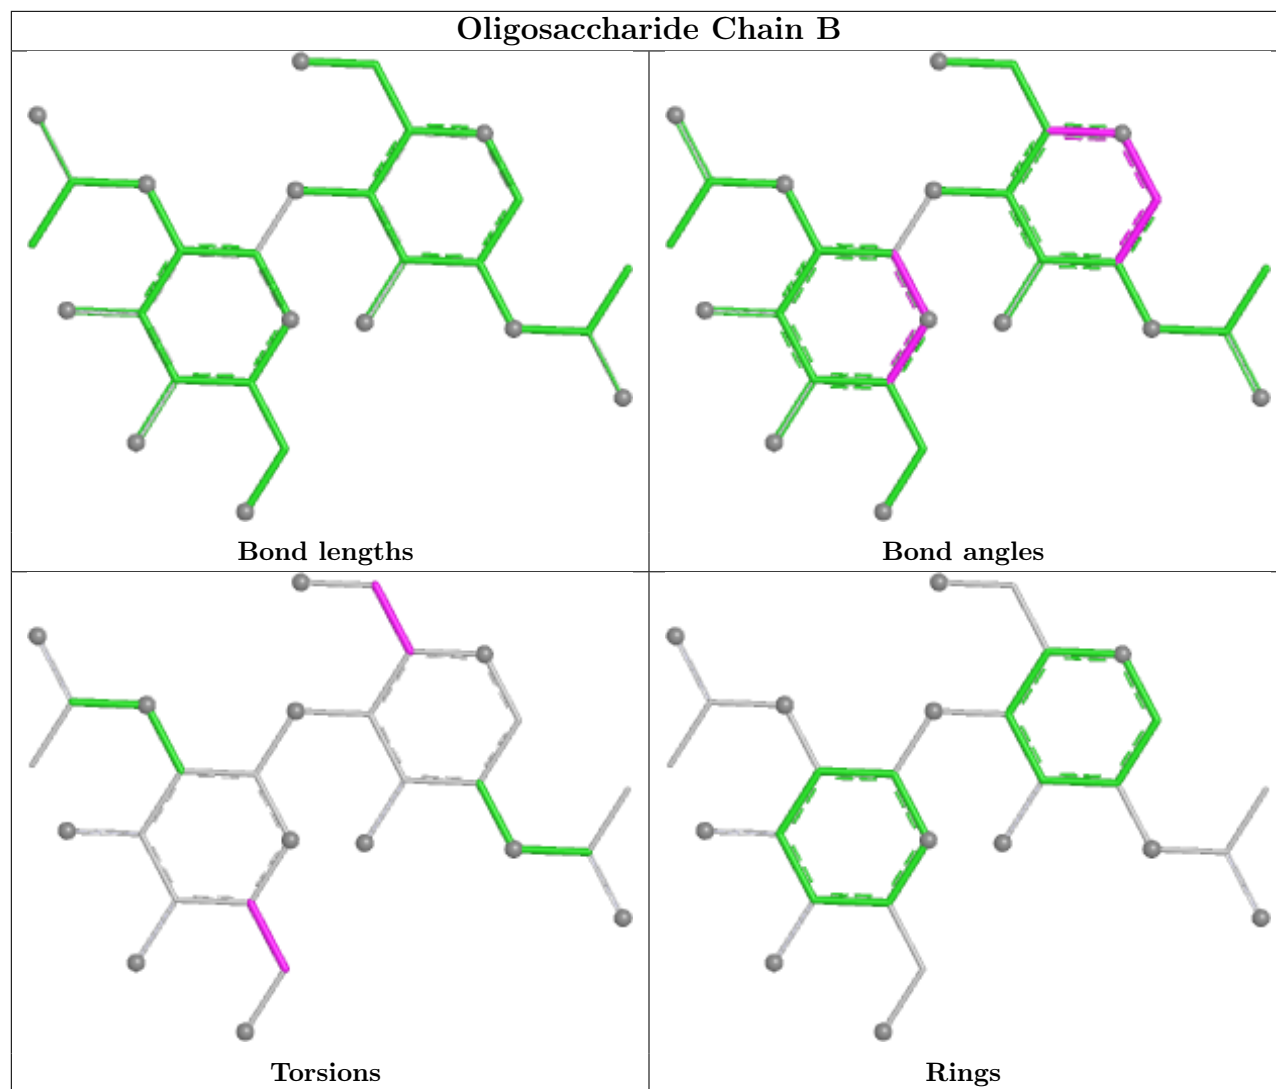 Oligosaccharide Chain B
Bond lengths
Bond angles
Torsions
Rings